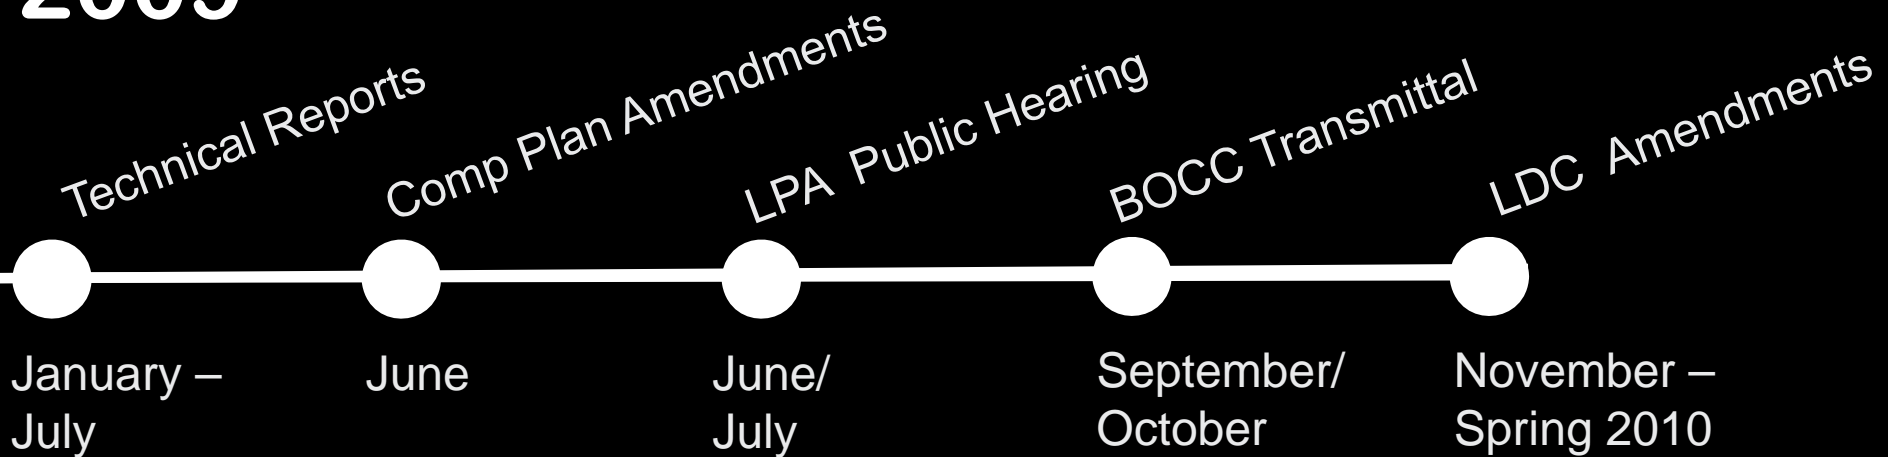 2009
Technical Reports
Comp Plan Amendments
LPA Public Hearing
BOCC Transmittal
LDC Amendments
January –
July
June
June/
July
September/
October
November –
Spring 2010